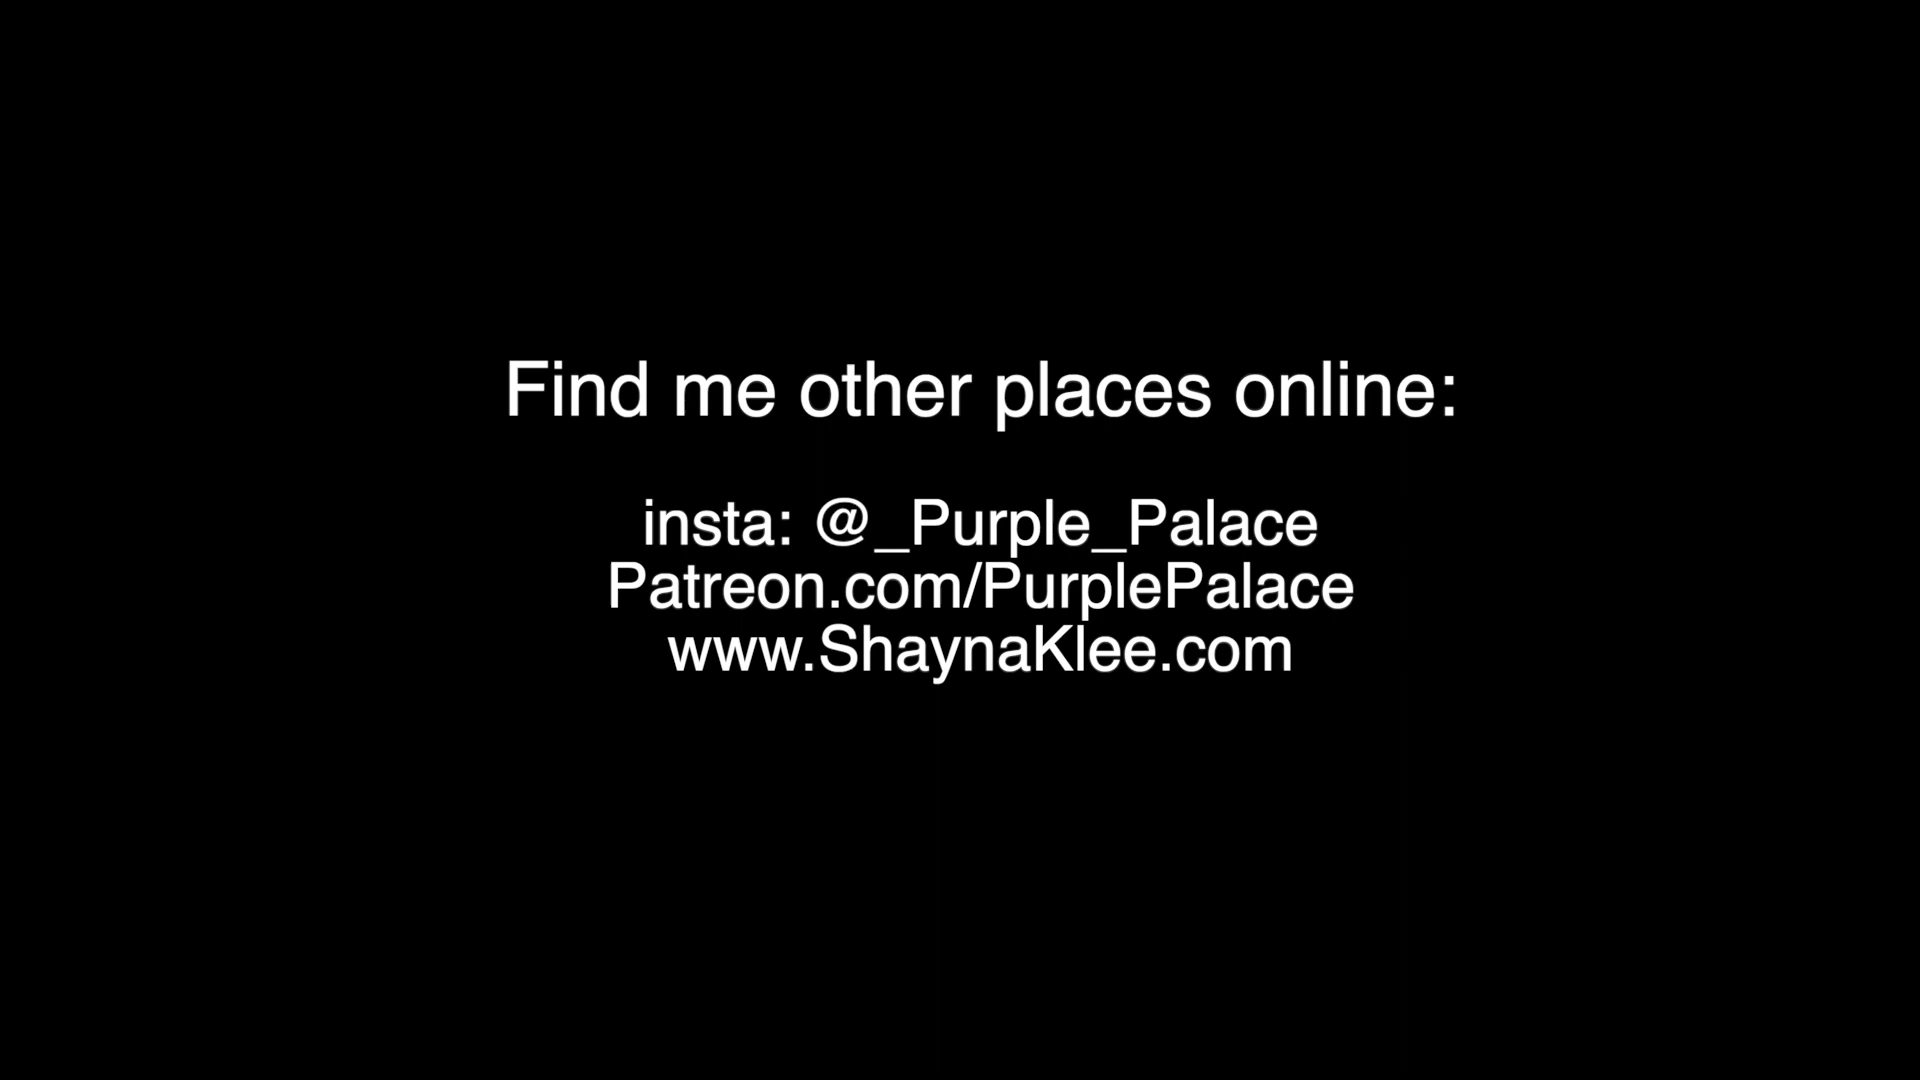 Find me other places online:
insta: @_Purple_Palace
Patreon.com/PurplePalace
www.ShaynaKlee.com